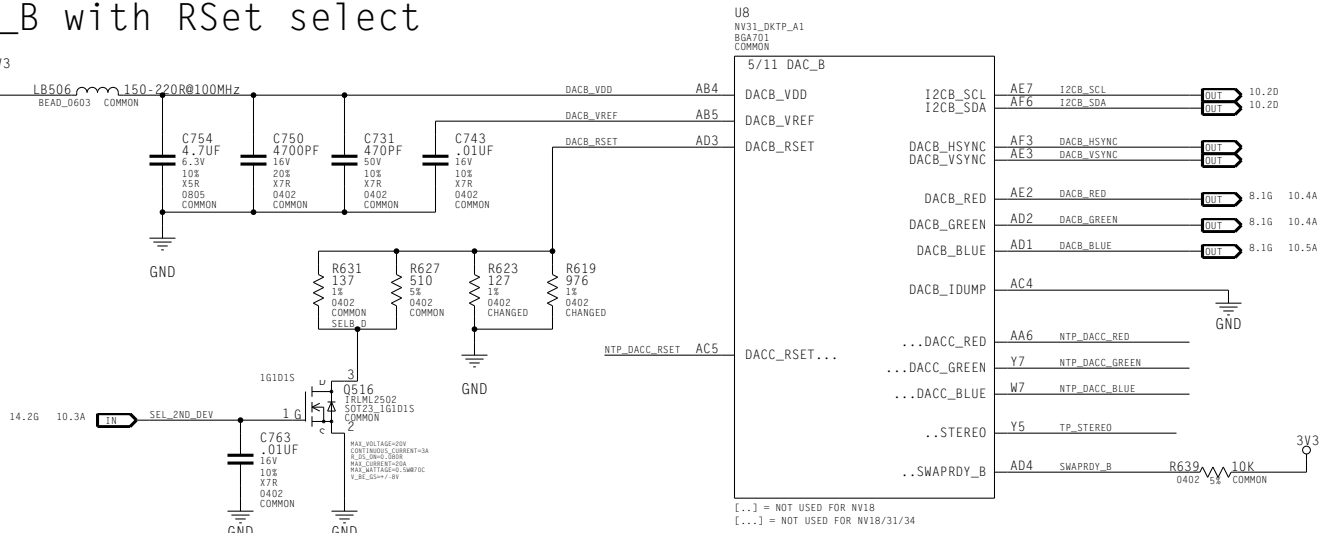 _B with RSet select
V3
LB506 150-220R@100MHz
BEAD_0603 COMMON
C754
4.7UF
6.3V
10%
X5R
0805
COMMON
C750
4700PF
16V
20%
X7R
0402
COMMON
C731
470PF
50V
10%
X7R
0402
COMMON
C743
.01UF
16V
10%
X7R
0402
COMMON
GND
DACB_VDD AB4
DACB_VREF AB5
DACB_RSET AD3
R631
137
1%
0402
COMMON
SELB_D
R627
510
5%
0402
COMMON
R623
127
1%
0402
CHANGED
R619
976
1%
0402
CHANGED
GND
NTP_DACC_RSET AC5
1G1D1S
D
3
Q516
IRLML2502
SOT23_1G1D1S
COMMON
2
1 G
S
MAX_VOLTAGE=20V
CONTINUOUS_CURRENT=3A
R_DS_ON=0.080R
MAX_CURRENT=20A
MAX_WATTAGE=0.5W@70C
V_BE_GS=+/-8V
14.2G 10.3A IN SEL_2ND_DEV
C763
.01UF
16V
10%
X7R
0402
COMMON
GND
GND
U8
NV31_DKTP_A1
BGA701
COMMON
5/11 DAC_B
DACB_VDD
DACB_VREF
DACB_RSET
DACC_RSET...
I2CB_SCL AE7 I2CB_SCL OUT 10.2D
I2CB_SDA AF6 I2CB_SDA OUT 10.2D
DACB_HSYNC AF3 DACB_HSYNC OUT
DACB_VSYNC AE3 DACB_VSYNC OUT
DACB_RED AE2 DACB_RED OUT 8.1G 10.4A
DACB_GREEN AD2 DACB_GREEN OUT 8.1G 10.4A
DACB_BLUE AD1 DACB_BLUE OUT 8.1G 10.5A
DACB_IDUMP AC4
GND
...DACC_RED AA6 NTP_DACC_RED
...DACC_GREEN Y7 NTP_DACC_GREEN
...DACC_BLUE W7 NTP_DACC_BLUE
..STEREO Y5 TP_STEREO
..SWAPRDY_B AD4 SWAPRDY_B
R639 10K
0402 5% COMMON
3V3
[..] = NOT USED FOR NV18
[...] = NOT USED FOR NV18/31/34